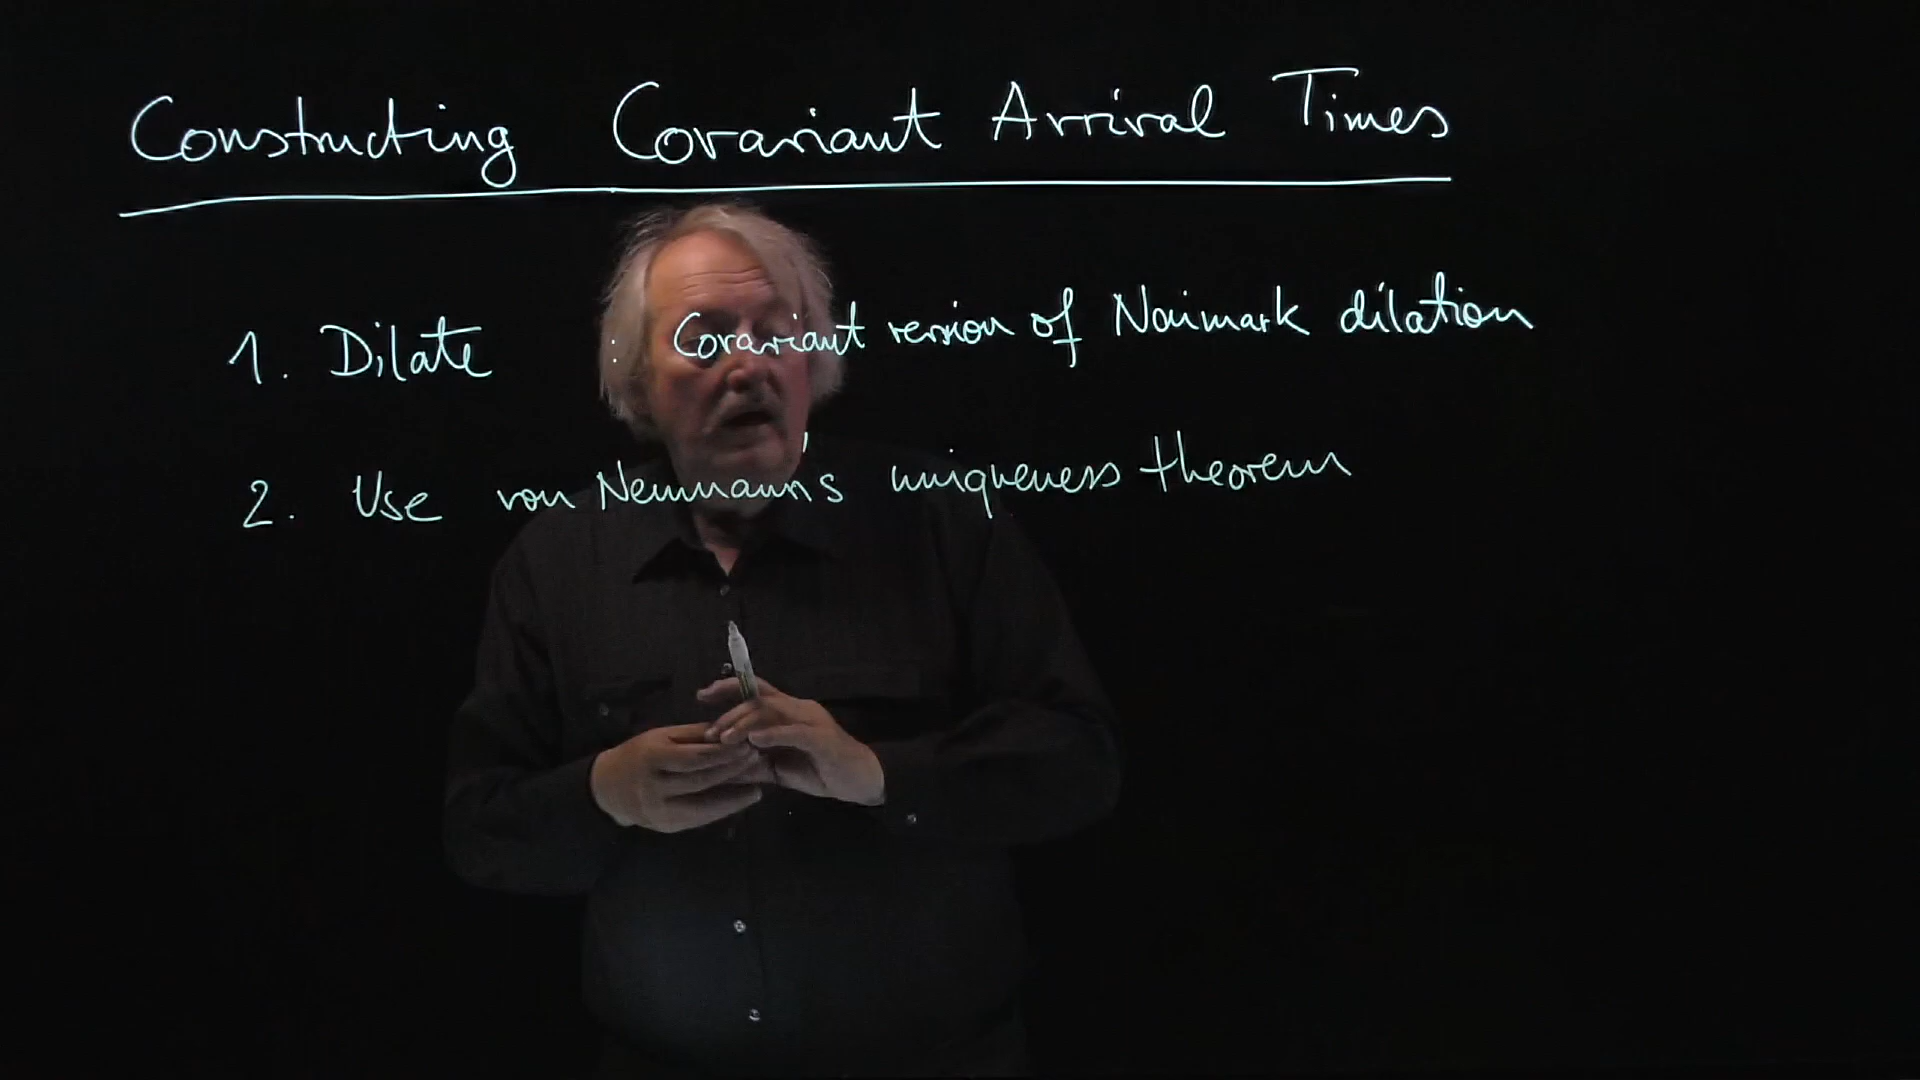 Constructing Covariant Arrival Times
1. Dilate : Covariant version of Naimark dilation
2. Use von Neumann's uniqueness theorem